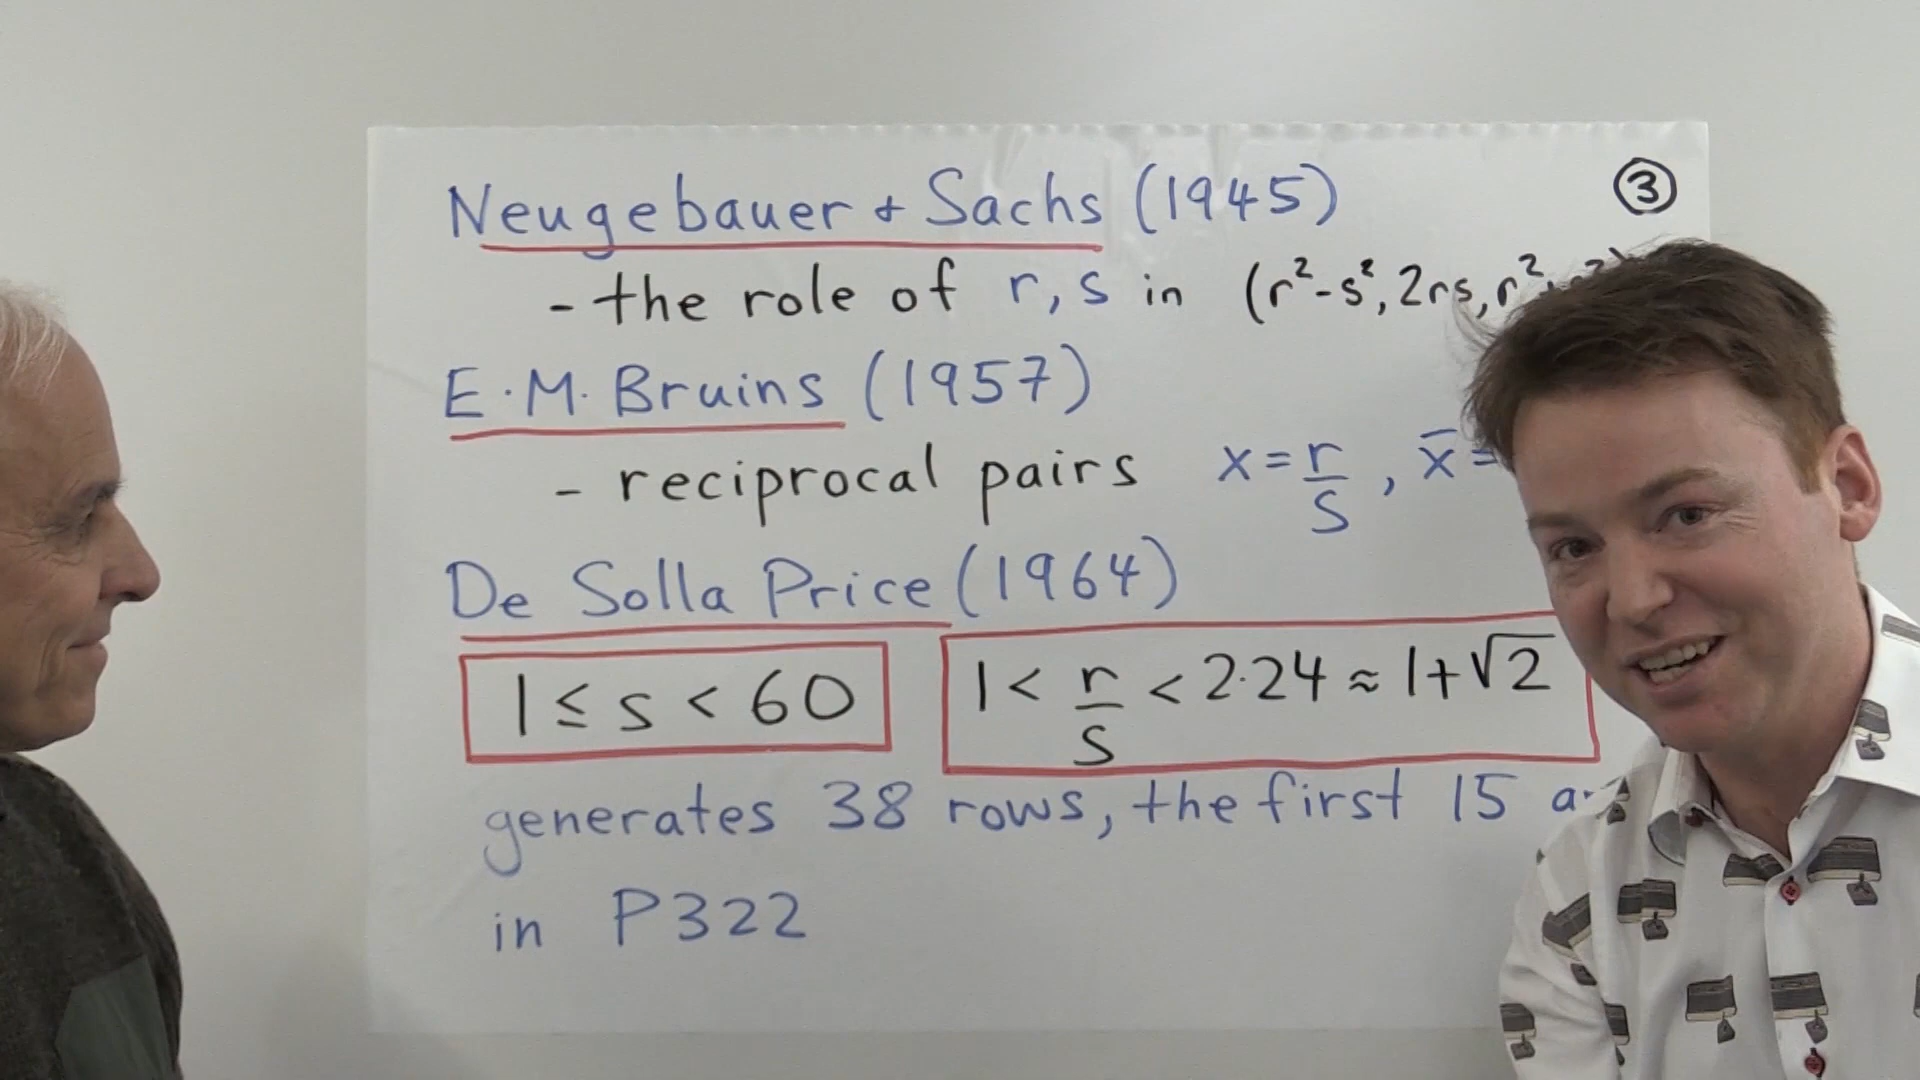 Neugebauer + Sachs (1945) ③
- the role of r, s in (r²-s², 2rs, r²
E.M. Bruins (1957)
- reciprocal pairs x = r/s , x̄ =
De Solla Price (1964)
1 ≤ s < 60 1 < r/s < 2·24 ≈ 1+√2
generates 38 rows, the first 15
in P322